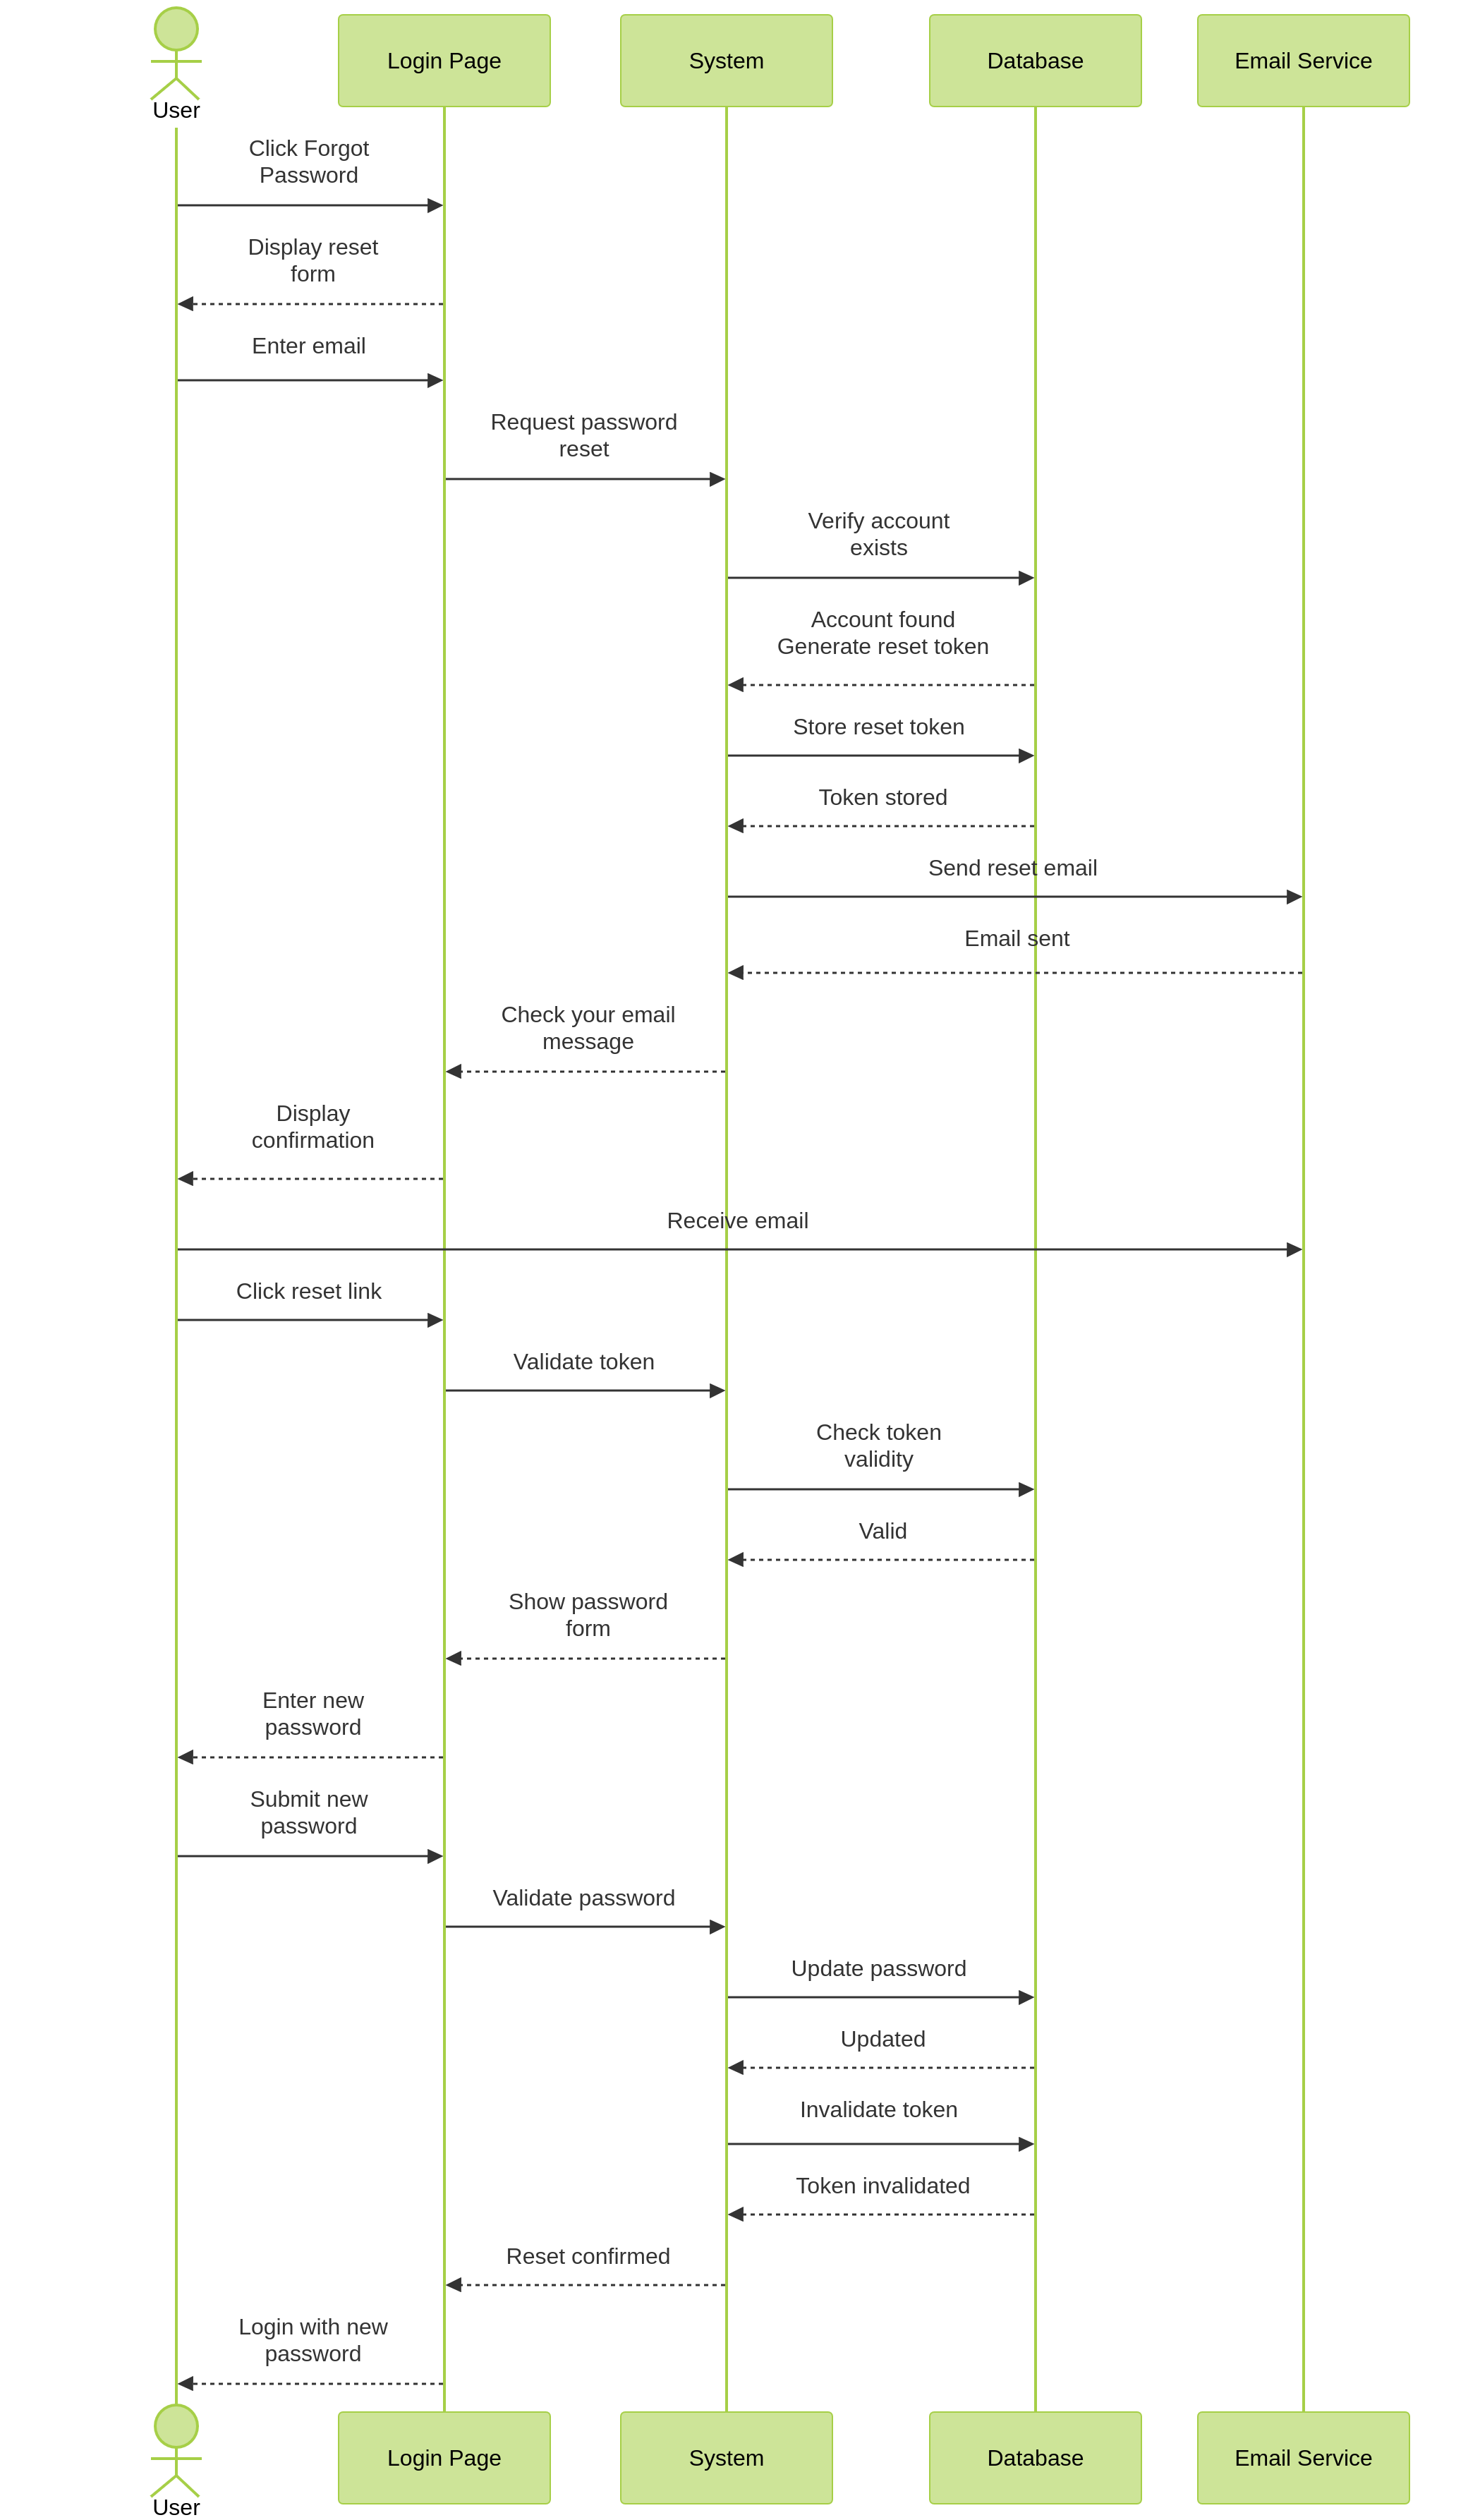 User
Login Page
System
Database
Email Service
Click Forgot
Password
Display reset
form
Enter email
Request password
reset
Verify account
exists
Account found
Generate reset token
Store reset token
Token stored
Send reset email
Email sent
Check your email
message
Display
confirmation
Receive email
Click reset link
Validate token
Check token
validity
Valid
Show password
form
Enter new
password
Submit new
password
Validate password
Update password
Updated
Invalidate token
Token invalidated
Reset confirmed
Login with new
password
User
Login Page
System
Database
Email Service